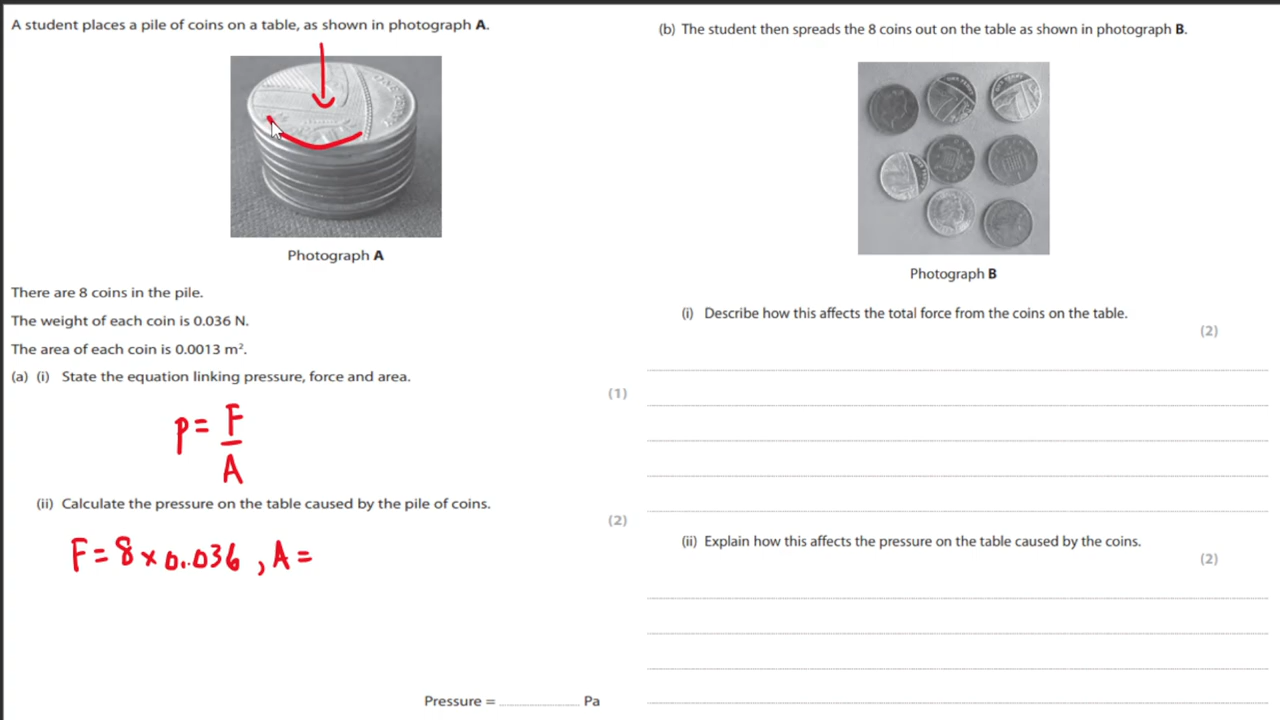 A student places a pile of coins on a table, as shown in photograph A.
Photograph A
There are 8 coins in the pile.
The weight of each coin is 0.036 N.
The area of each coin is 0.0013 m².
(a) (i) State the equation linking pressure, force and area.
(1)
p = F
A
(ii) Calculate the pressure on the table caused by the pile of coins.
(2)
F = 8 × 0.036 , A =
Pressure = ............ Pa
(b) The student then spreads the 8 coins out on the table as shown in photograph B.
Photograph B
(i) Describe how this affects the total force from the coins on the table.
(2)
(ii) Explain how this affects the pressure on the table caused by the coins.
(2)